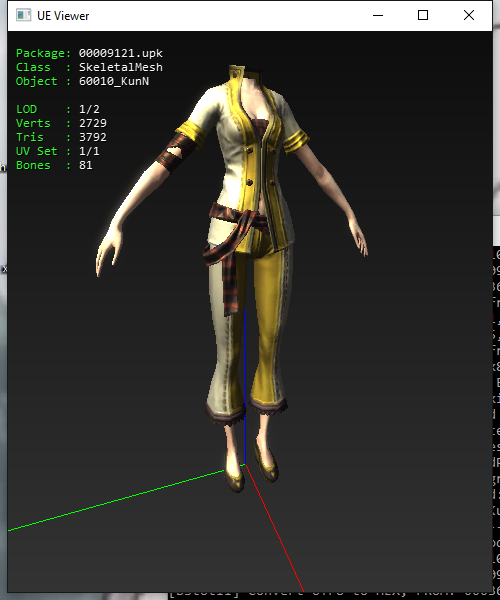 UE Viewer
Package: 00009121.upk
Class : SkeletalMesh
Object : 60010_KunN
LOD : 1/2
Verts : 2729
Tris : 3792
UV Set : 1/1
Bones : 81